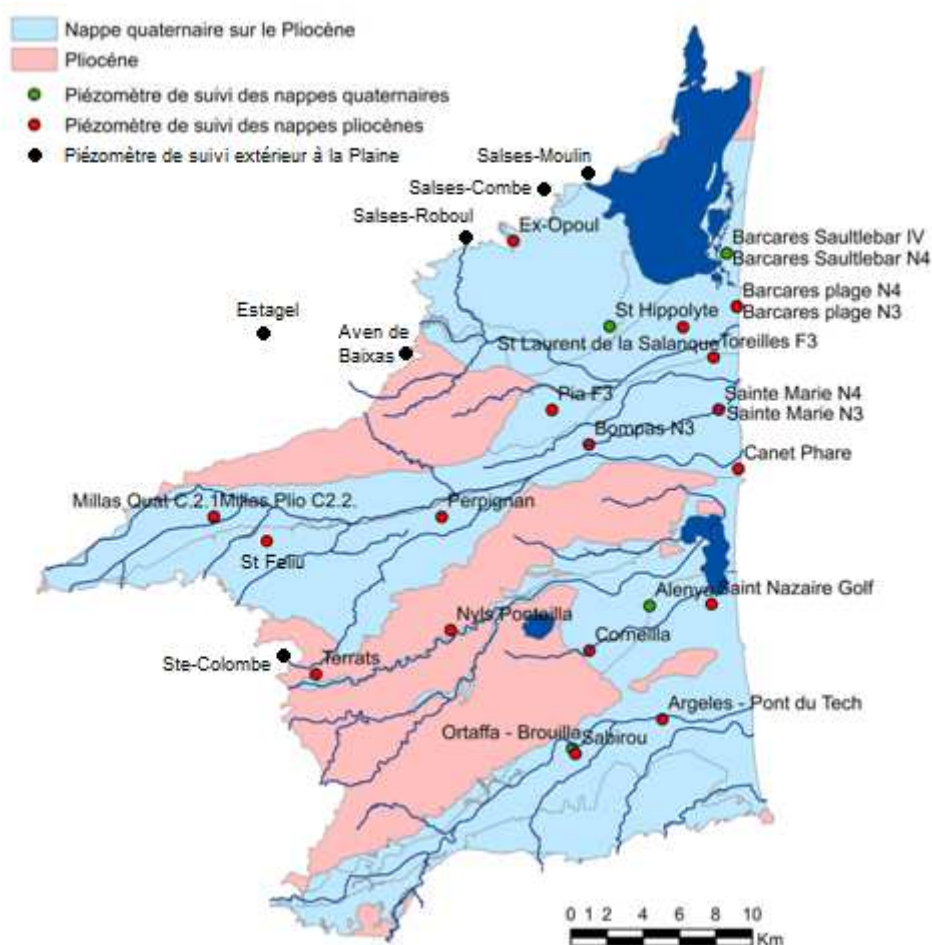 Nappe quaternaire sur le Pliocène
Pliocène
Piézomètre de suivi des nappes quaternaires
Piézomètre de suivi des nappes pliocènes
Piézomètre de suivi extérieur à la Plaine
Salses-Moulin
Salses-Combe
Salses-Roboul
Ex-Opoul
Barcares Saultlebar IV
Barcares Saultlebar N4
Estagel
Barcares plage N4
Barcares plage N3
St Hippolyte
Aven de
Baixas
St Laurent de la Salanque
Toreilles F3
Pia F3
Sainte Marie N4
Sainte Marie N3
Bompas N3
Canet Phare
Millas Quat C.2.1
Millas Plio C2.2.
Perpignan
St Feliu
Alenya
Saint Nazaire Golf
Nyls Ponteilla
Corneilla
Ste-Colombe
Terrats
Argeles - Pont du Tech
Ortaffa - Brouilla
Sabirou
0 1 2 4 6 8 10
Km